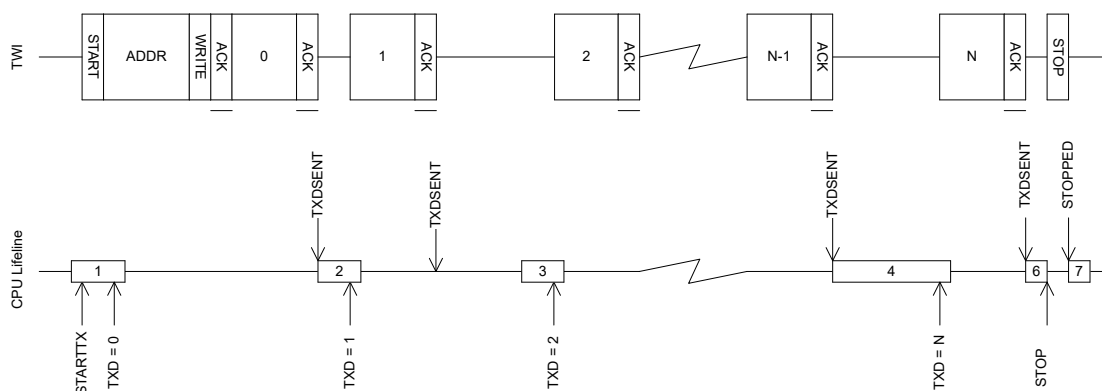 TWI
START
ADDR
WRITE
ACK
0
ACK
1
ACK
2
ACK
N-1
ACK
N
ACK
STOP
CPU Lifeline
TXDSENT
TXDSENT
TXDSENT
TXDSENT
STOPPED
1
2
3
4
6
7
STARTTX
TXD = 0
TXD = 1
TXD = 2
TXD = N
STOP